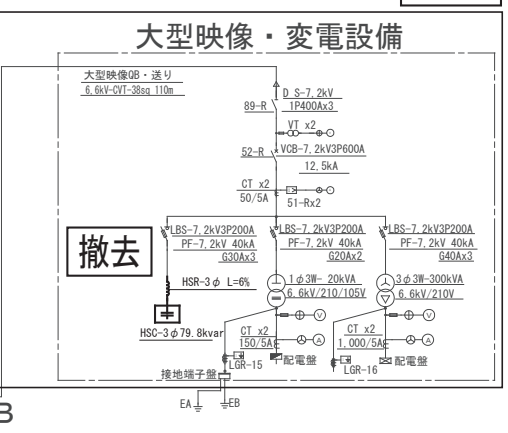 大型映像・変電設備
大型映像QB・送り
6.6kV-CVT-38sq 110m
D S-7.2kV
89-R
1P400Ax3
VT x2
52-R
VCB-7.2kV3P600A
12.5kA
CT x2
50/5A
51-Rx2
LBS-7.2kV3P200A
LBS-7.2kV3P200A
LBS-7.2kV3P200A
PF-7.2kV 40kA
PF-7.2kV 40kA
PF-7.2kV 40kA
G30Ax3
G20Ax2
G40Ax3
撤去
HSR-3φ L=6%
1φ3W- 20kVA
3φ3W-300kVA
6.6kV/210/105V
6.6kV/210V
HSC-3φ79.8kvar
V
V
CT x2
CT x2
150/5A
A
1,000/5A
A
配電盤
配電盤
LGR-15
LGR-16
接地端子盤
EA
EB
B